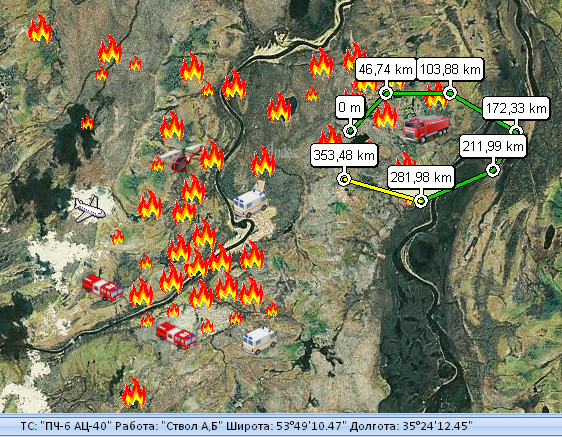 46,74 km
103,88 km
0 m
172,33 km
211,99 km
353,48 km
281,98 km
ТС: "ПЧ-6 АЦ-40" Работа: "Ствол А,Б" Широта: 53°49'10.47" Долгота: 35°24'12.45"